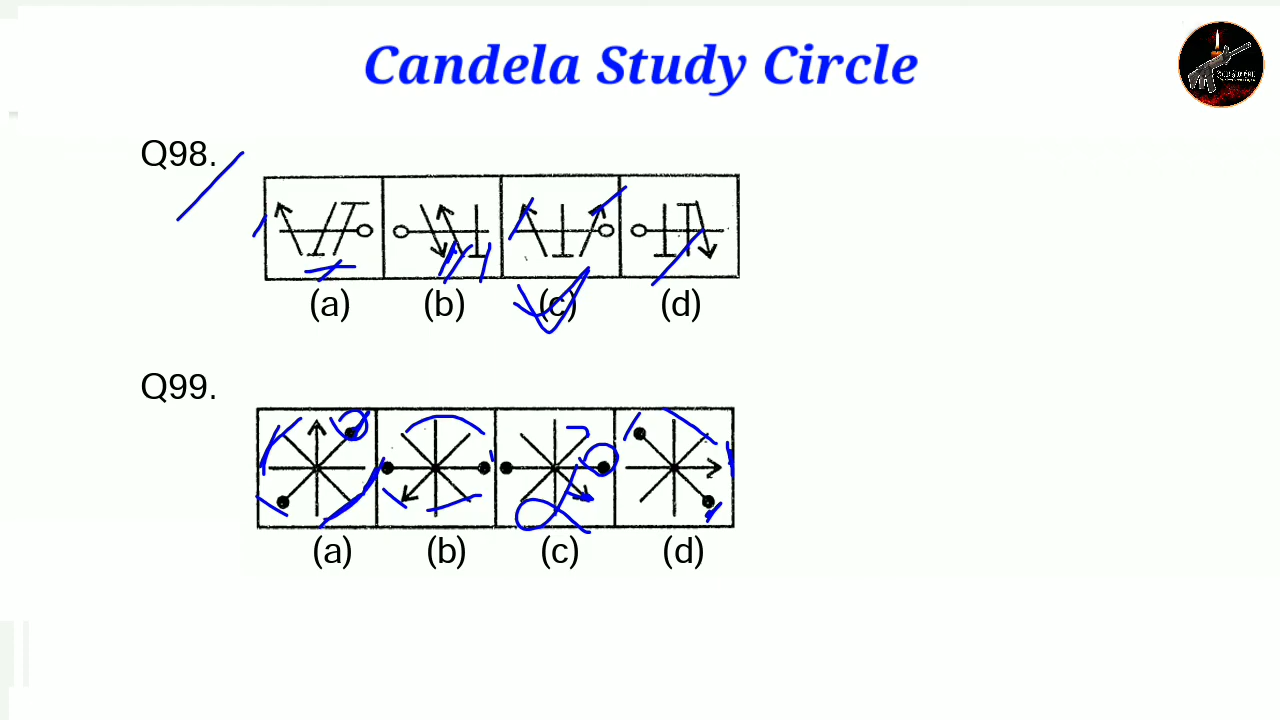 Candela Study Circle
Q98.
(a) (b) (c) (d)
Q99.
(a) (b) (c) (d)